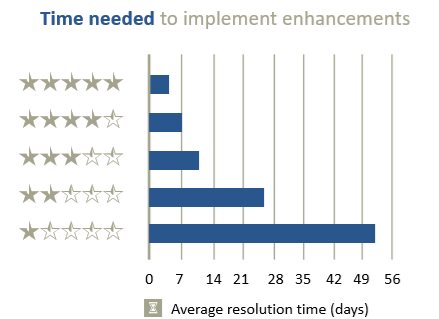 Time needed to implement enhancements
0 7 14 21 28 35 42 49 56
Average resolution time (days)